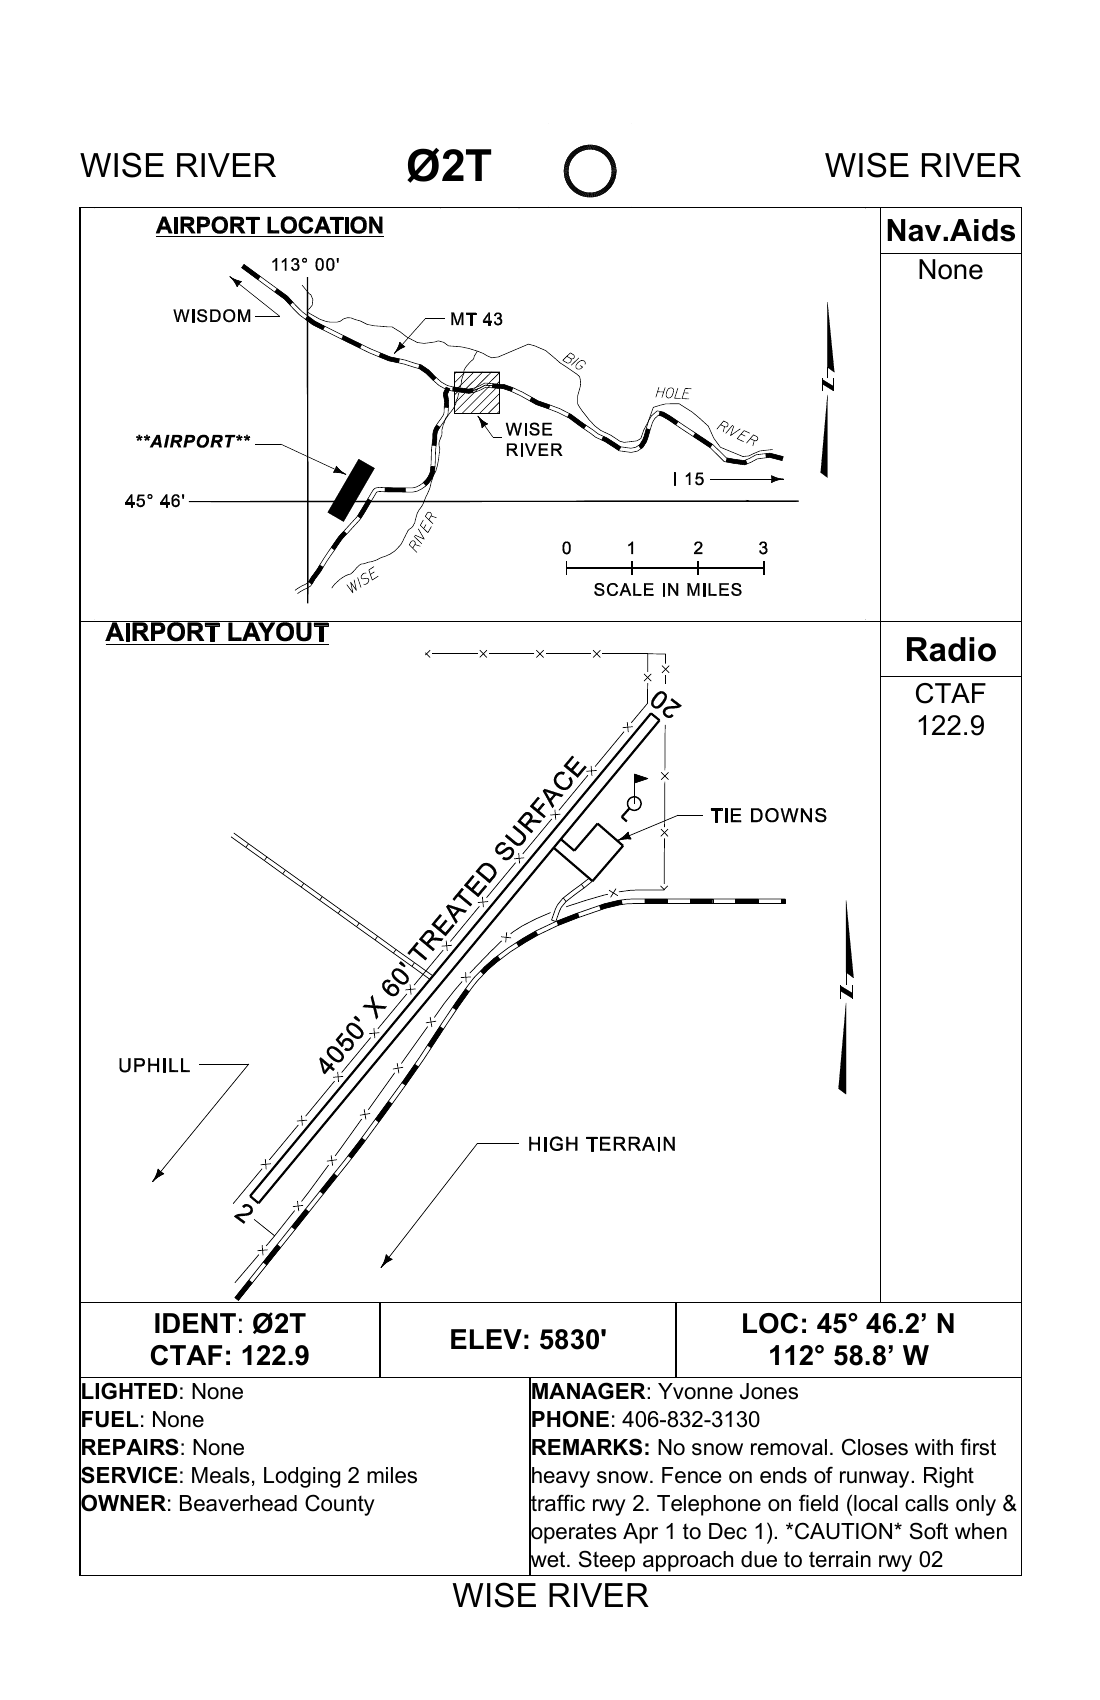 WISE RIVER Ø2T WISE RIVER
AIRPORT LOCATION
113° 00'
WISDOM
MT 43
BIG
HOLE
RIVER
**AIRPORT**
WISE
RIVER
I 15
45° 46'
WISE
RIVER
0 1 2 3
SCALE IN MILES
N
Nav.Aids
None
AIRPORT LAYOUT
20
4050' X 60' TREATED SURFACE
TIE DOWNS
UPHILL
HIGH TERRAIN
2
N
Radio
CTAF
122.9
IDENT: Ø2T
CTAF: 122.9
ELEV: 5830'
LOC: 45° 46.2’ N
112° 58.8’ W
LIGHTED: None
FUEL: None
REPAIRS: None
SERVICE: Meals, Lodging 2 miles
OWNER: Beaverhead County
MANAGER: Yvonne Jones
PHONE: 406-832-3130
REMARKS: No snow removal. Closes with first
heavy snow. Fence on ends of runway. Right
traffic rwy 2. Telephone on field (local calls only &
operates Apr 1 to Dec 1). *CAUTION* Soft when
wet. Steep approach due to terrain rwy 02
WISE RIVER